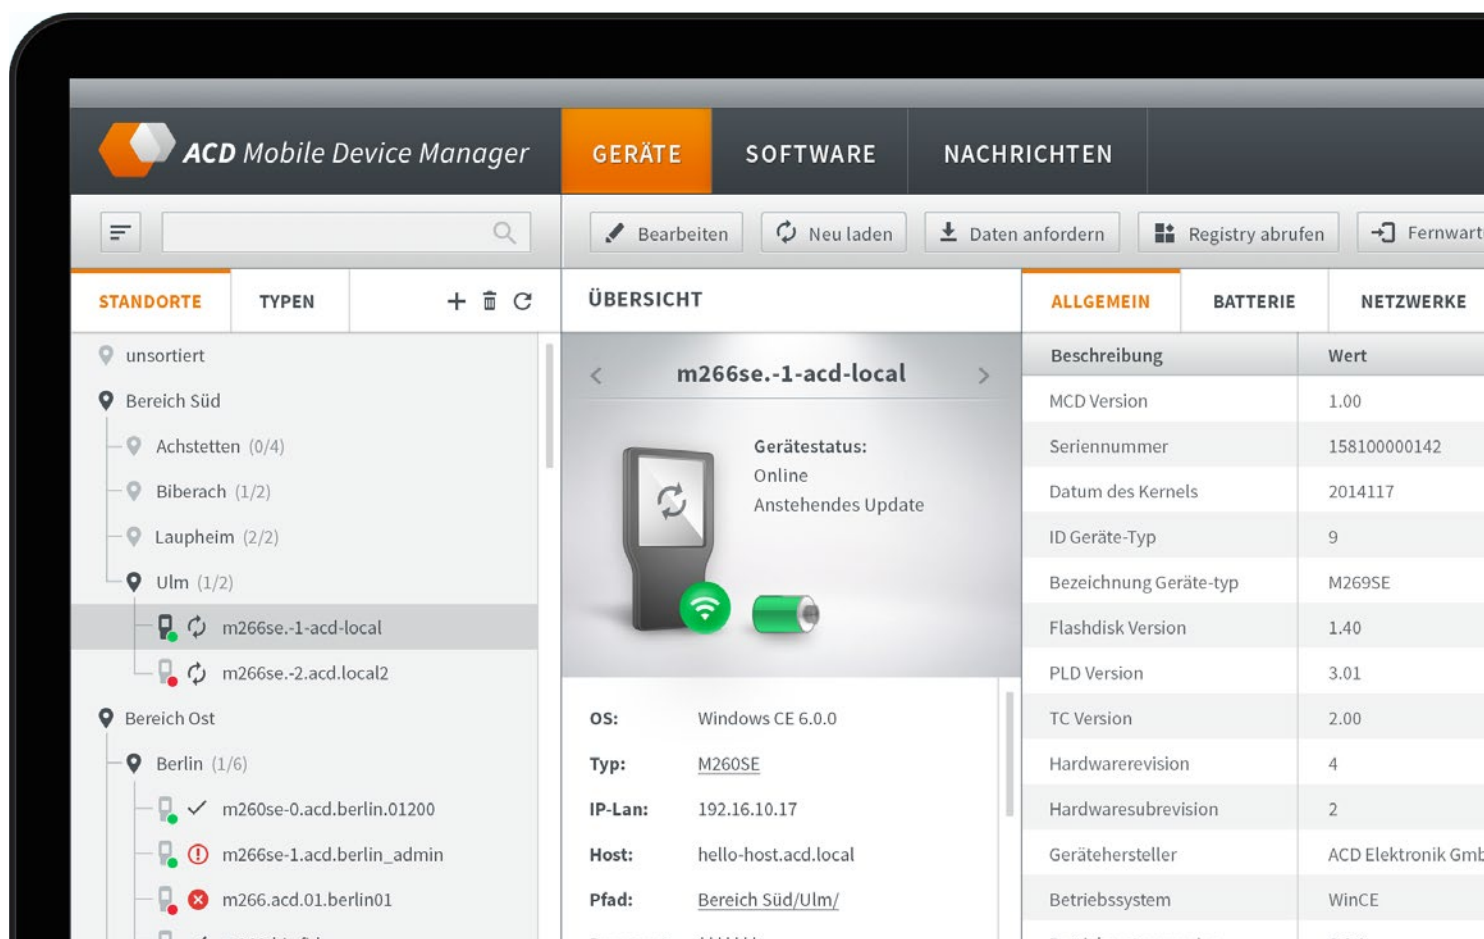 ACD Mobile Device Manager
GERÄTE
SOFTWARE
NACHRICHTEN
Bearbeiten
Neu laden
Daten anfordern
Registry abrufen
STANDORTE
TYPEN
unsortiert
Bereich Süd
Achstetten (0/4)
Biberach (1/2)
Laupheim (2/2)
Ulm (1/2)
m266se.-1-acd-local
m266se.-2.acd.local2
Bereich Ost
Berlin (1/6)
m260se-0.acd.berlin.01200
m266se-1.acd.berlin_admin
m266.acd.01.berlin01
ÜBERSICHT
m266se.-1-acd-local
Gerätestatus:
Online
Anstehendes Update
OS: Windows CE 6.0.0
Typ: M260SE
IP-Lan: 192.16.10.17
Host: hello-host.acd.local
Pfad: Bereich Süd/Ulm/
ALLGEMEIN
BATTERIE
NETZWERKE
Beschreibung Wert
MCD Version 1.00
Seriennummer 158100000142
Datum des Kernels 2014117
ID Geräte-Typ 9
Bezeichnung Geräte-typ M269SE
Flashdisk Version 1.40
PLD Version 3.01
TC Version 2.00
Hardwarerevision 4
Hardwaresubrevision 2
Gerätehersteller ACD Elektronik
Betriebssystem WinCE